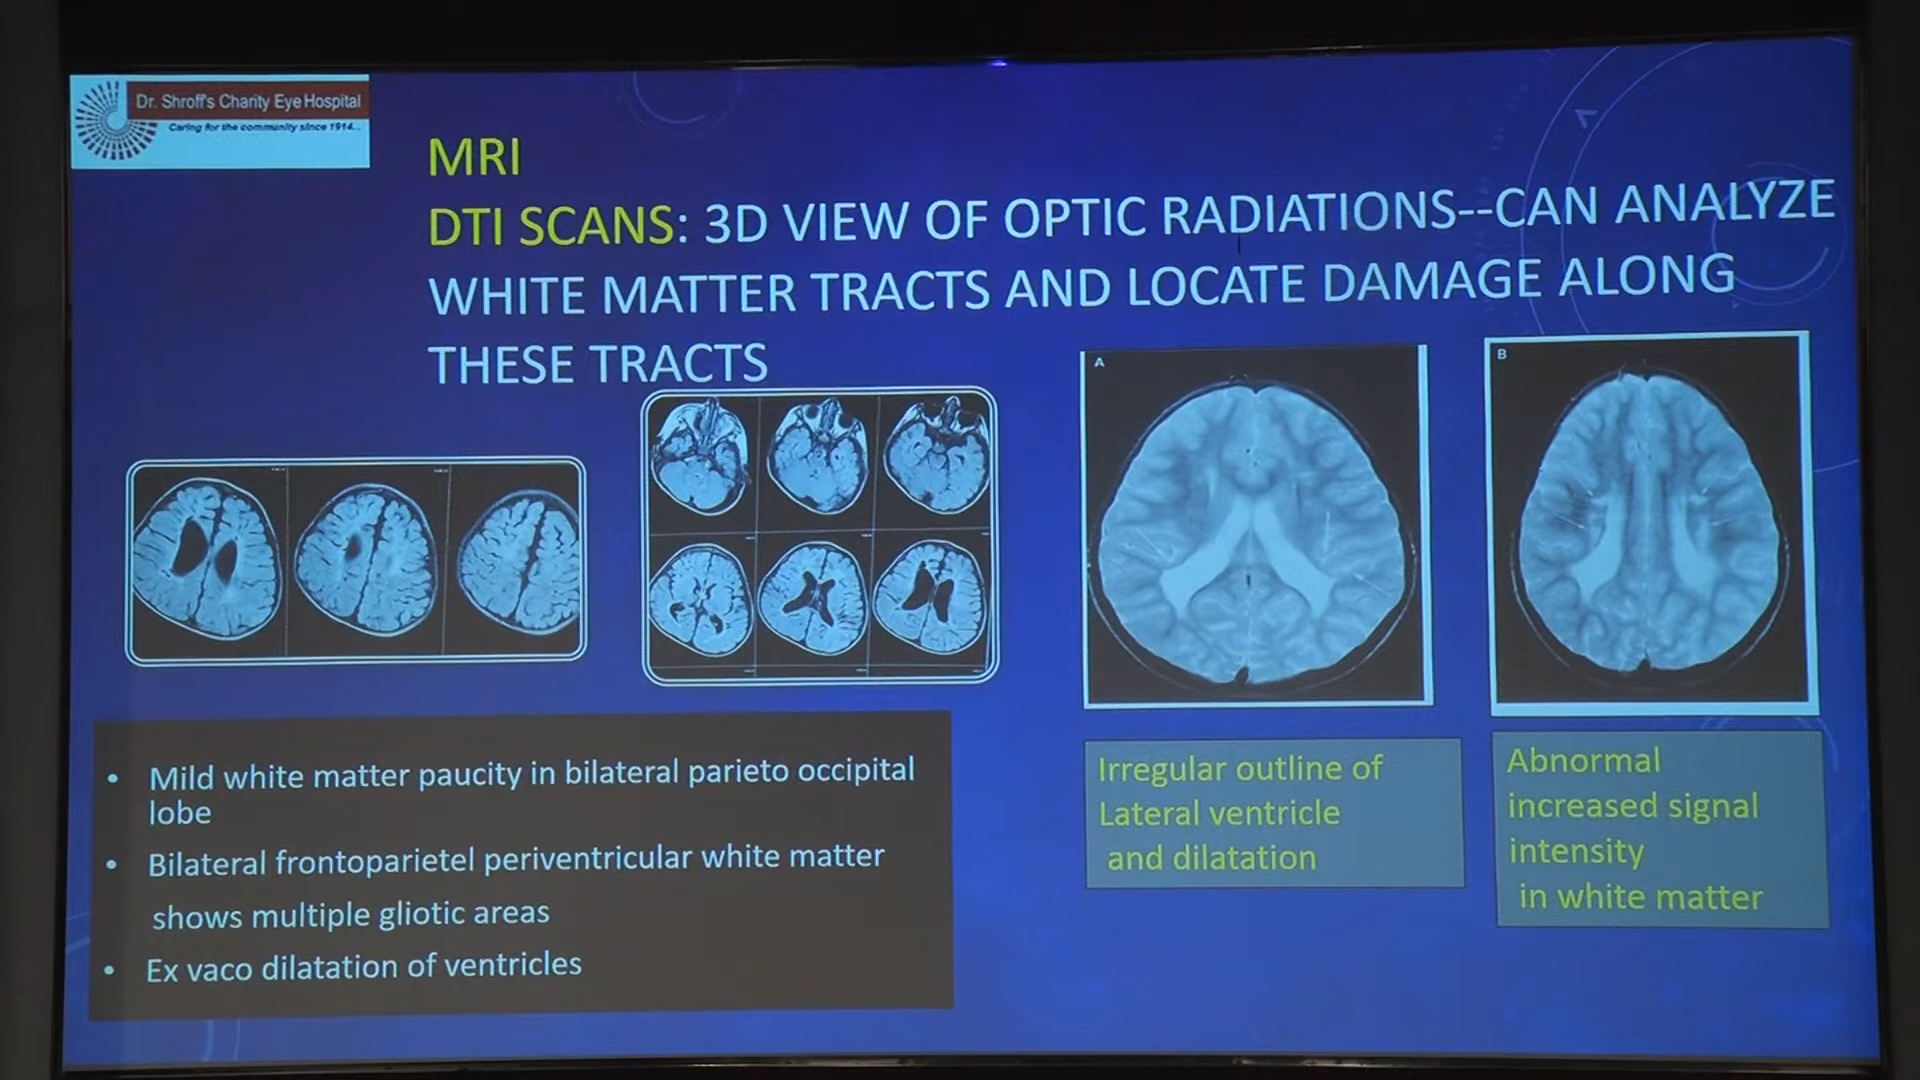 Dr. Shroff's Charity Eye Hospital
Caring for the community since 1914..
MRI
DTI SCANS: 3D VIEW OF OPTIC RADIATIONS--CAN ANALYZE
WHITE MATTER TRACTS AND LOCATE DAMAGE ALONG
THESE TRACTS
A
B
• Mild white matter paucity in bilateral parieto occipital
lobe
• Bilateral frontoparietel periventricular white matter
shows multiple gliotic areas
• Ex vaco dilatation of ventricles
Irregular outline of
Lateral ventricle
and dilatation
Abnormal
increased signal
intensity
in white matter